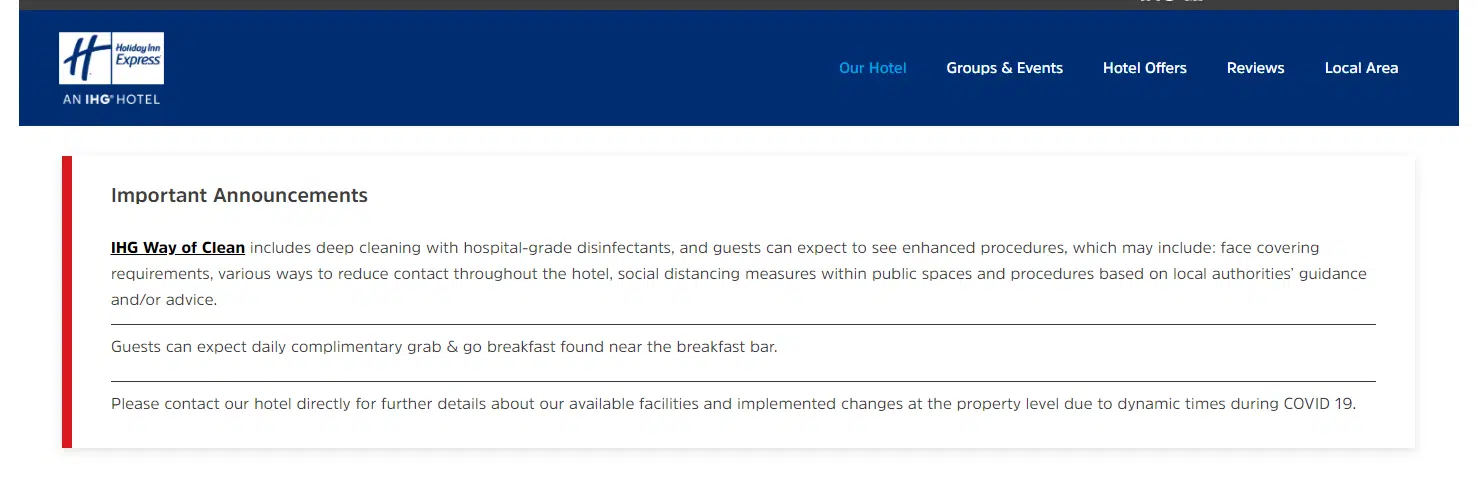 Holiday Inn
Express
AN IHG® HOTEL
Our Hotel Groups & Events Hotel Offers Reviews Local Area
Important Announcements
IHG Way of Clean includes deep cleaning with hospital-grade disinfectants, and guests can expect to see enhanced procedures, which may include: face covering
requirements, various ways to reduce contact throughout the hotel, social distancing measures within public spaces and procedures based on local authorities’ guidance
and/or advice.
Guests can expect daily complimentary grab & go breakfast found near the breakfast bar.
Please contact our hotel directly for further details about our available facilities and implemented changes at the property level due to dynamic times during COVID 19.